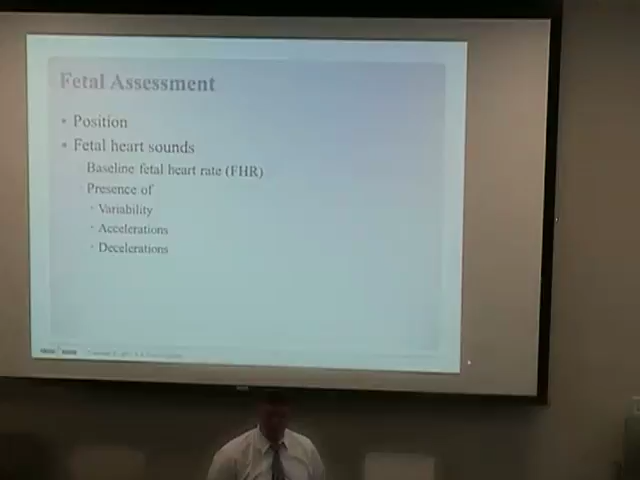 Fetal Assessment
• Position
• Fetal heart sounds
Baseline fetal heart rate (FHR)
Presence of
• Variability
• Accelerations
• Decelerations